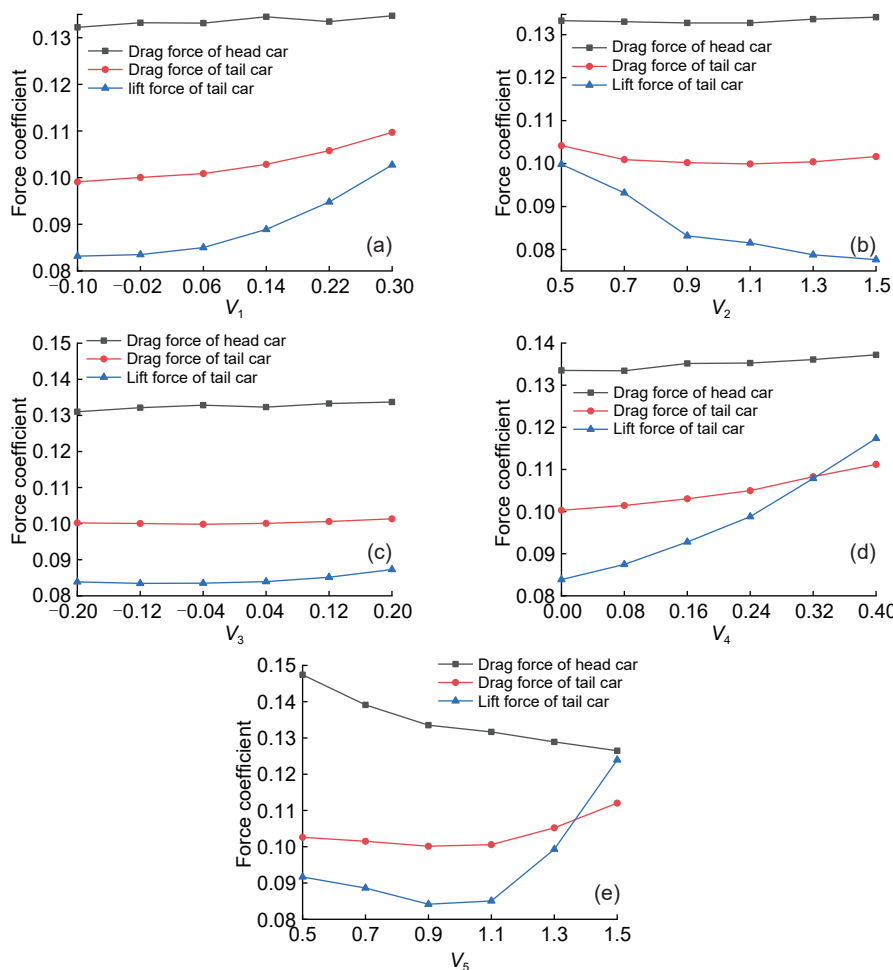 0.13
0.12
0.11
0.10
0.09
0.08
Force coefficient
Drag force of head car
Drag force of tail car
lift force of tail car
(a)
−0.10 −0.02 0.06 0.14 0.22 0.30
V1
0.13
0.12
0.11
0.10
0.09
0.08
Force coefficient
Drag force of head car
Drag force of tail car
Lift force of tail car
(b)
0.5 0.7 0.9 1.1 1.3 1.5
V2
0.15
0.14
0.13
0.12
0.11
0.10
0.09
0.08
Force coefficient
Drag force of head car
Drag force of tail car
Lift force of tail car
(c)
−0.20 −0.12 −0.04 0.04 0.12 0.20
V3
0.14
0.13
0.12
0.11
0.10
0.09
0.08
Force coefficient
Drag force of head car
Drag force of tail car
Lift force of tail car
(d)
0.00 0.08 0.16 0.24 0.32 0.40
V4
0.15
0.14
0.13
0.12
0.11
0.10
0.09
0.08
Force coefficient
Drag force of head car
Drag force of tail car
Lift force of tail car
(e)
0.5 0.7 0.9 1.1 1.3 1.5
V5